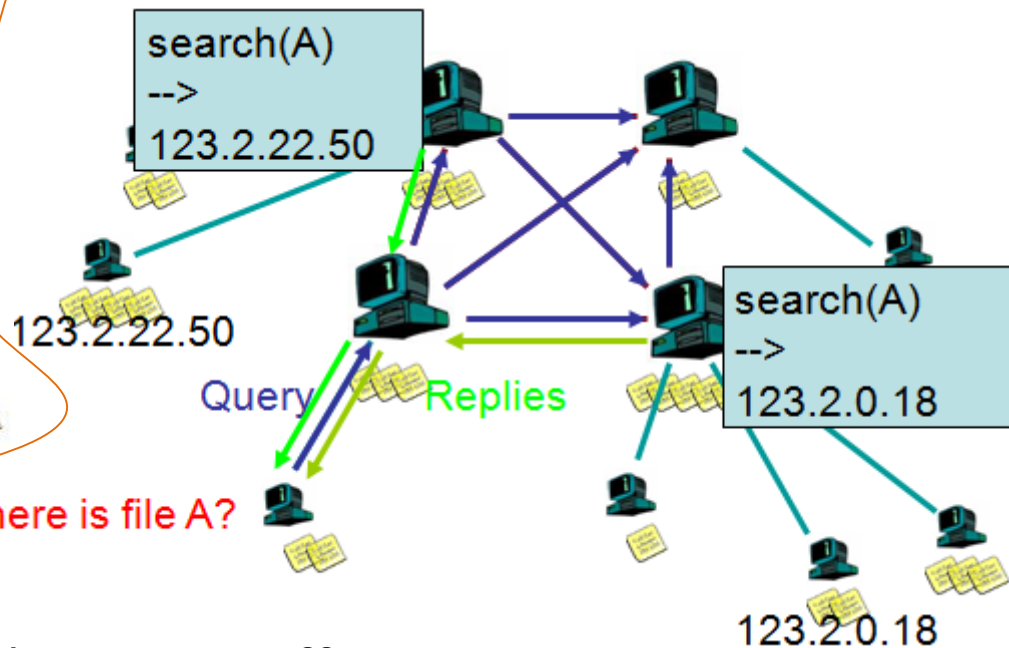 search(A)
-->
123.2.22.50
123.2.22.50
search(A)
-->
123.2.0.18
Query
Replies
here is file A?
123.2.0.18